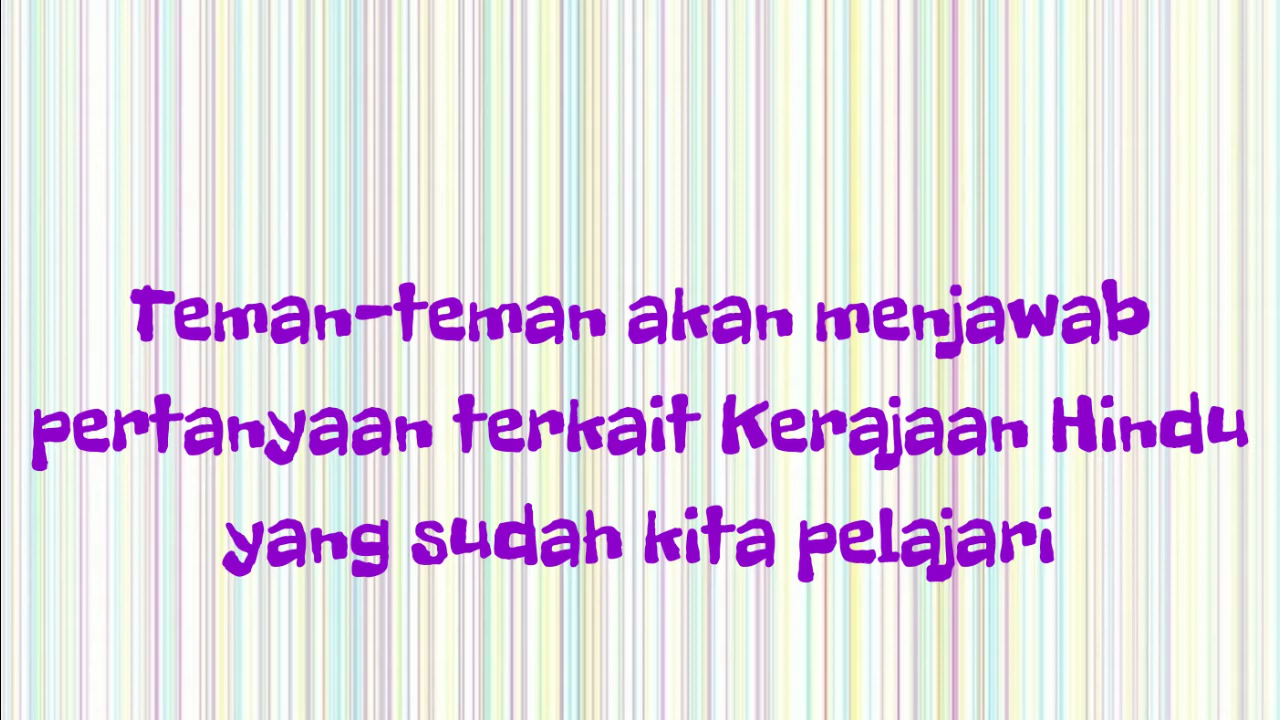 Teman-teman akan menjawab
pertanyaan terkait Kerajaan Hindu
yang sudah kita pelajari